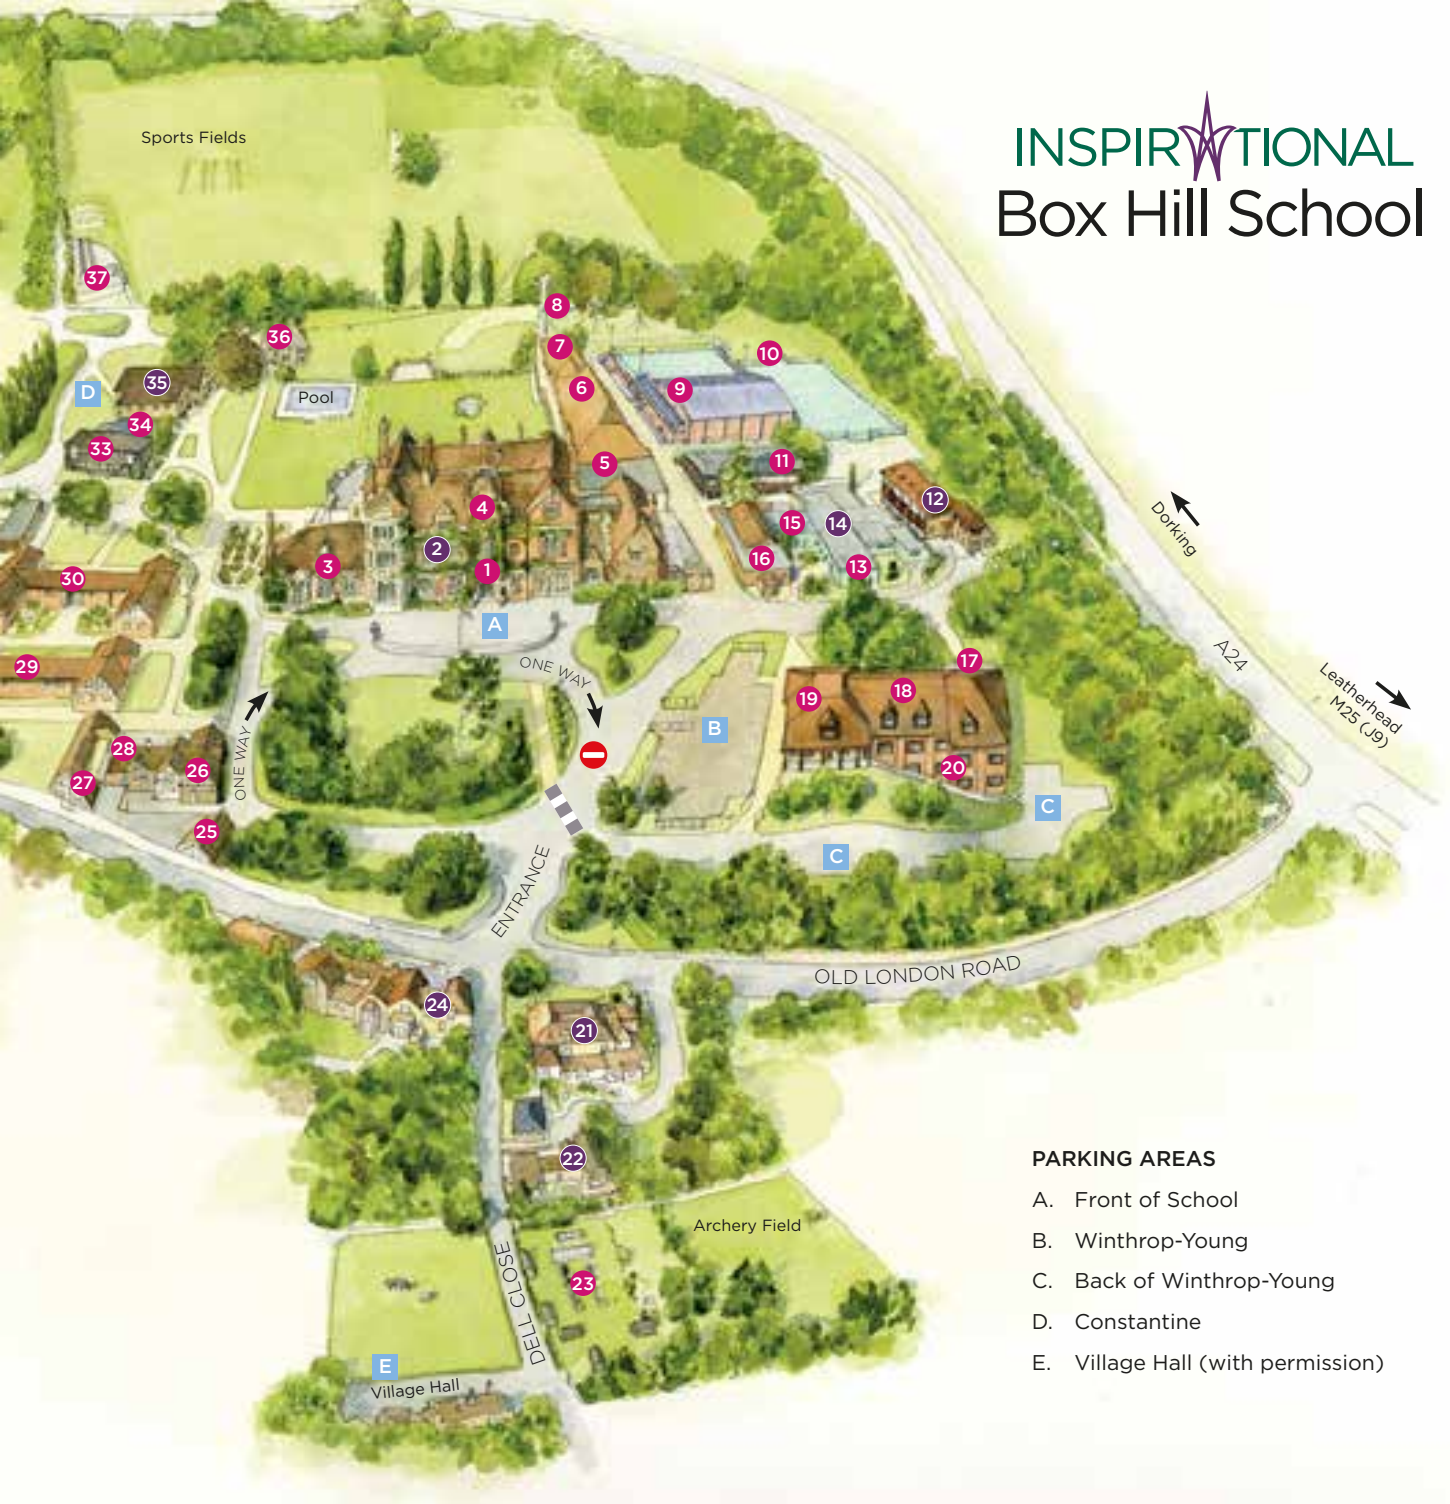 INSPIRATIONAL
Box Hill School
Sports Fields
37
8
36
7
10
35
D
6
9
Pool
34
33
5
11
4
12
15
14
2
16
3
1
13
30
A
Dorking
A24
29
ONE WAY
17
Leatherhead
M25 (J9)
19
18
B
28
27
26
ONE WAY
20
C
25
C
ENTRANCE
OLD LONDON ROAD
24
21
22
Archery Field
DELL CLOSE
23
E
Village Hall
PARKING AREAS
A. Front of School
B. Winthrop-Young
C. Back of Winthrop-Young
D. Constantine
E. Village Hall (with permission)